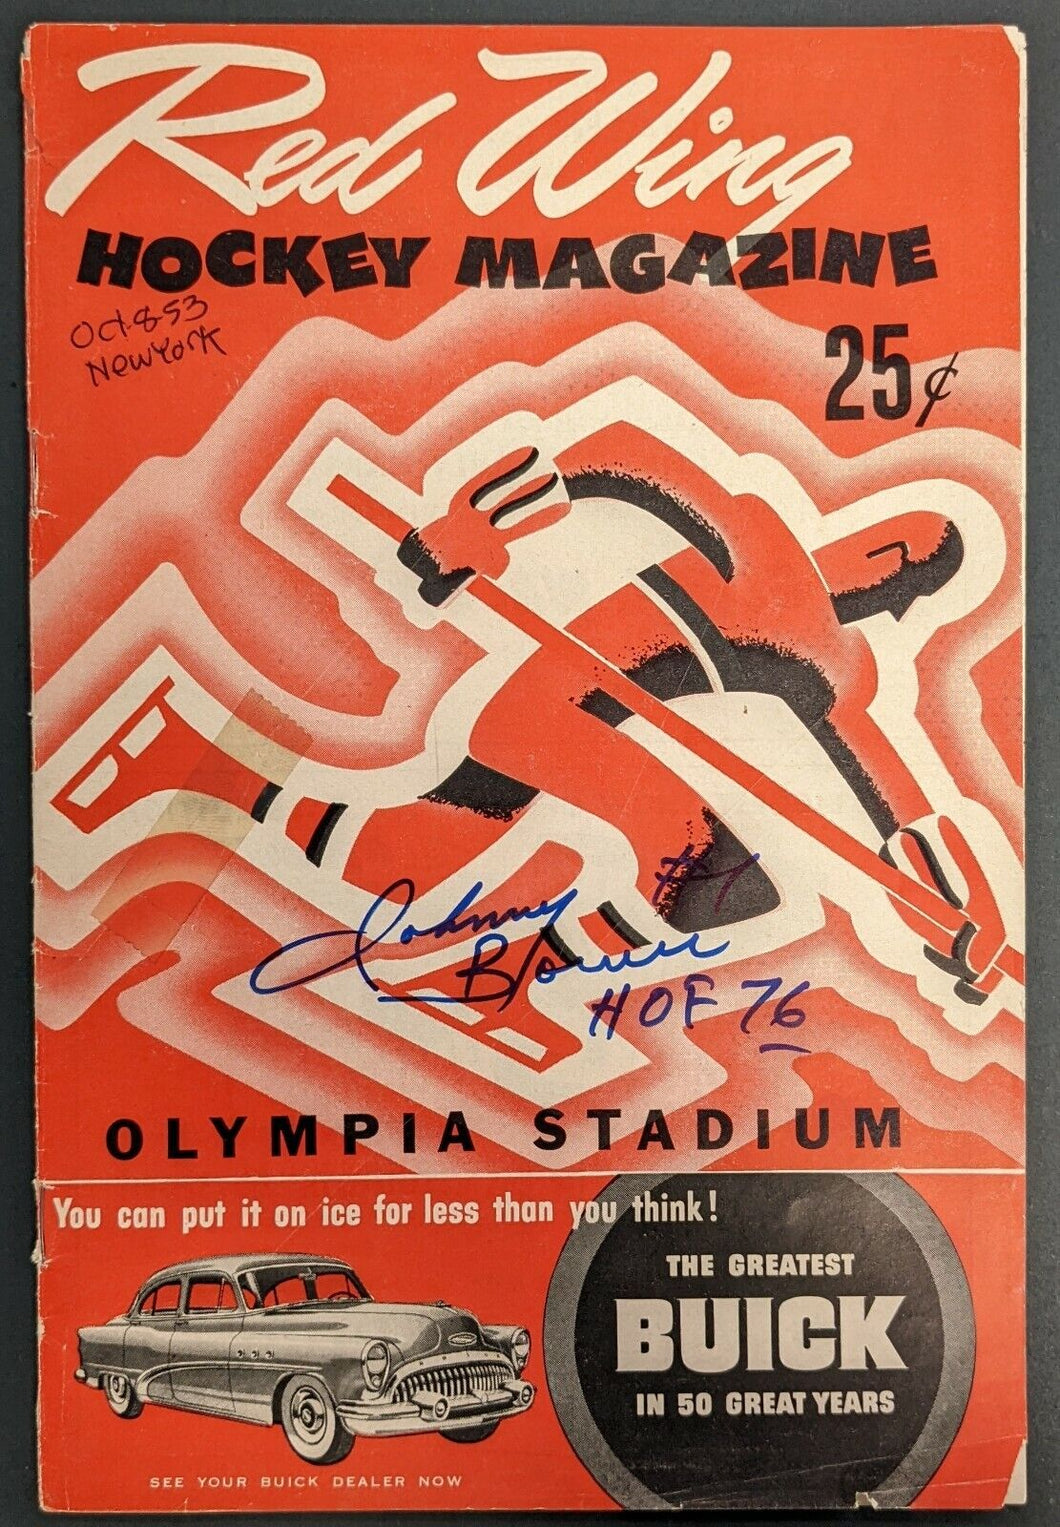 Red Wing
HOCKEY MAGAZINE
Oct-8-53
New York
25¢
#1
Johnny
Bower
HOF 76
OLYMPIA STADIUM
You can put it on ice for less than you think!
THE GREATEST
BUICK
IN 50 GREAT YEARS
SEE YOUR BUICK DEALER NOW